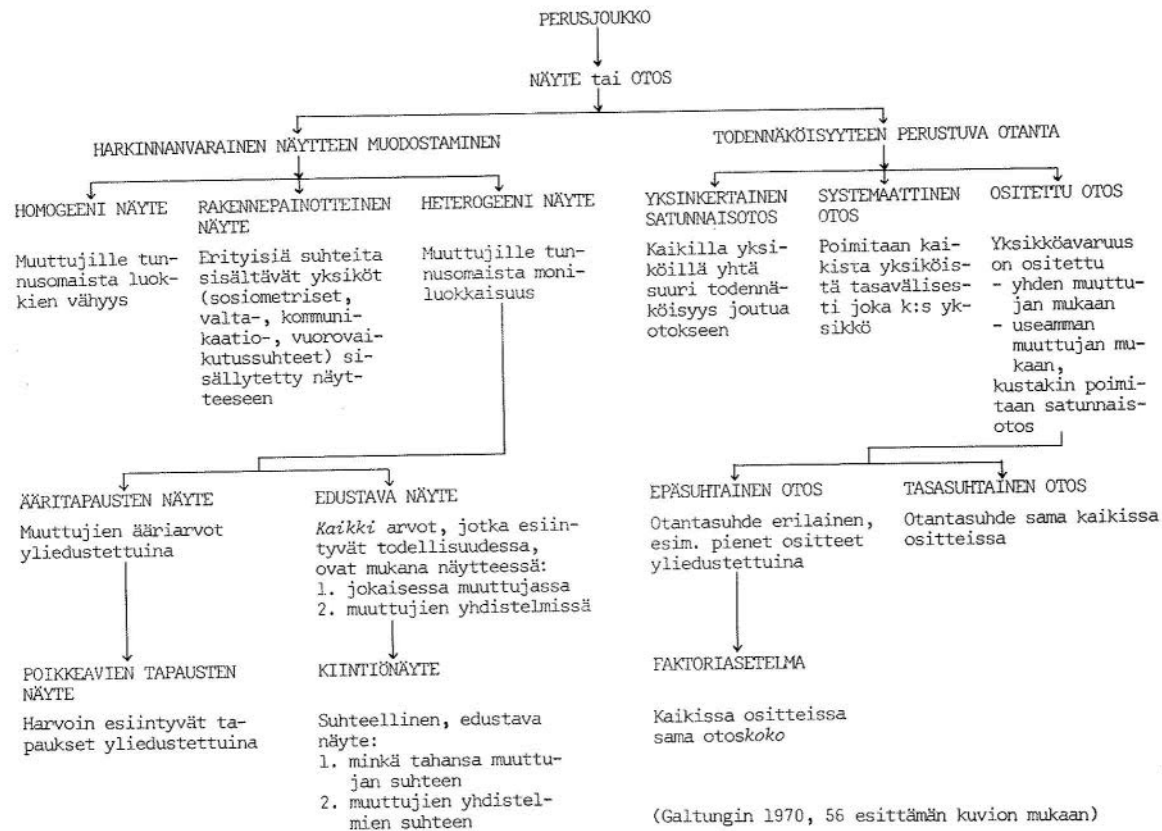 PERUSJOUKKO
NÄYTE tai OTOS
HARKINNANVARAINEN NÄYTTEEN MUODOSTAMINEN
TODENNÄKÖISYYTEEN PERUSTUVA OTANTA
HOMOGEENI NÄYTE
Muuttujille tun-
nusomaista luok-
kien vähyys
RAKENNEPAINOTTEINEN
NÄYTE
Erityisiä suhteita
sisältävät yksiköt
(sosiometriset,
valta-, kommuni-
kaatio-, vuorovai-
kutussuhteet) si-
sällytetty näyt-
teeseen
HETEROGEENI NÄYTE
Muuttujille tun-
nusomaista moni-
luokkaisuus
YKSINKERTAINEN
SATUNNAISOTOS
Kaikilla yksi-
köillä yhtä
suuri todennä-
köisyys joutua
otokseen
SYSTEMAATTINEN
OTOS
Poimitaan kai-
kista yksiköis-
tä tasavälises-
ti joka k:s yk-
sikkö
OSITETTU OTOS
Yksikköavaruus
on ositettu
- yhden muuttu-
jan mukaan
- useamman
muuttujan mu-
kaan,
kustakin poimi-
taan satunnais-
otos
ÄÄRITAPAUSTEN NÄYTE
Muuttujien ääriarvot
yliedustettuina
EDUSTAVA NÄYTE
Kaikki arvot, jotka esiin-
tyvät todellisuudessa,
ovat mukana näytteessä:
1. jokaisessa muuttujassa
2. muuttujien yhdistelmissä
EPÄSUHTAINEN OTOS
Otantasuhde erilainen,
esim. pienet ositteet
yliedustettuina
TASASUHTAINEN OTOS
Otantasuhde sama kaikissa
ositteissa
POIKKEAVIEN TAPAUSTEN
NÄYTE
Harvoin esiintyvät ta-
paukset yliedustettuina
KIINTIÖNÄYTE
Suhteellinen, edustava
näyte:
1. minkä tahansa muuttu-
jan suhteen
2. muuttujien yhdistel-
mien suhteen
FAKTORIASETELMA
Kaikissa ositteissa
sama otoskoko
(Galtungin 1970, 56 esittämän kuvion mukaan)